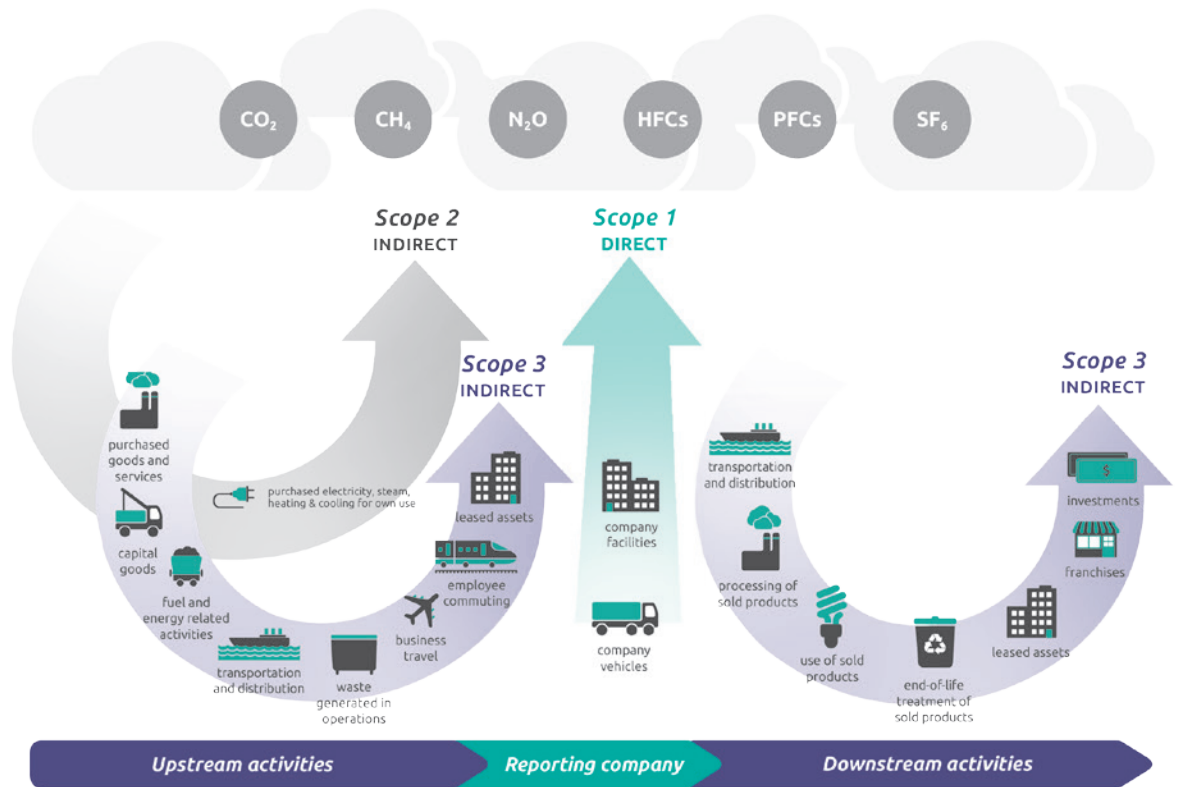 CO₂
CH₄
N₂O
HFCs
PFCs
SF₆
Scope 2
INDIRECT
Scope 1
DIRECT
Scope 3
INDIRECT
Scope 3
INDIRECT
purchased
goods and
services
capital
goods
fuel and
energy related
activities
purchased electricity, steam,
heating & cooling for own use
transportation
and distribution
waste
generated in
operations
business
travel
employee
commuting
leased assets
company
facilities
company
vehicles
transportation
and distribution
processing of
sold products
use of sold
products
end-of-life
treatment of
sold products
leased assets
franchises
investments
$
Upstream activities
Reporting company
Downstream activities